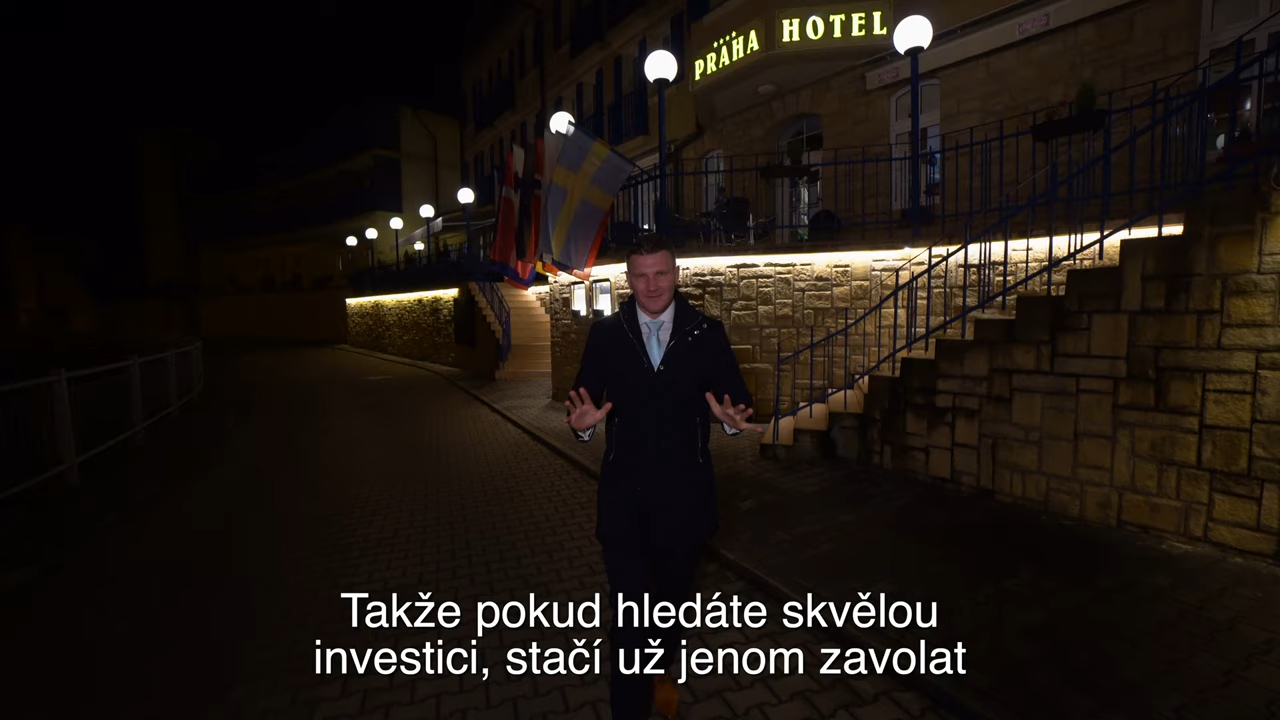 PRAHA HOTEL
Takže pokud hledáte skvělou
investici, stačí už jenom zavolat